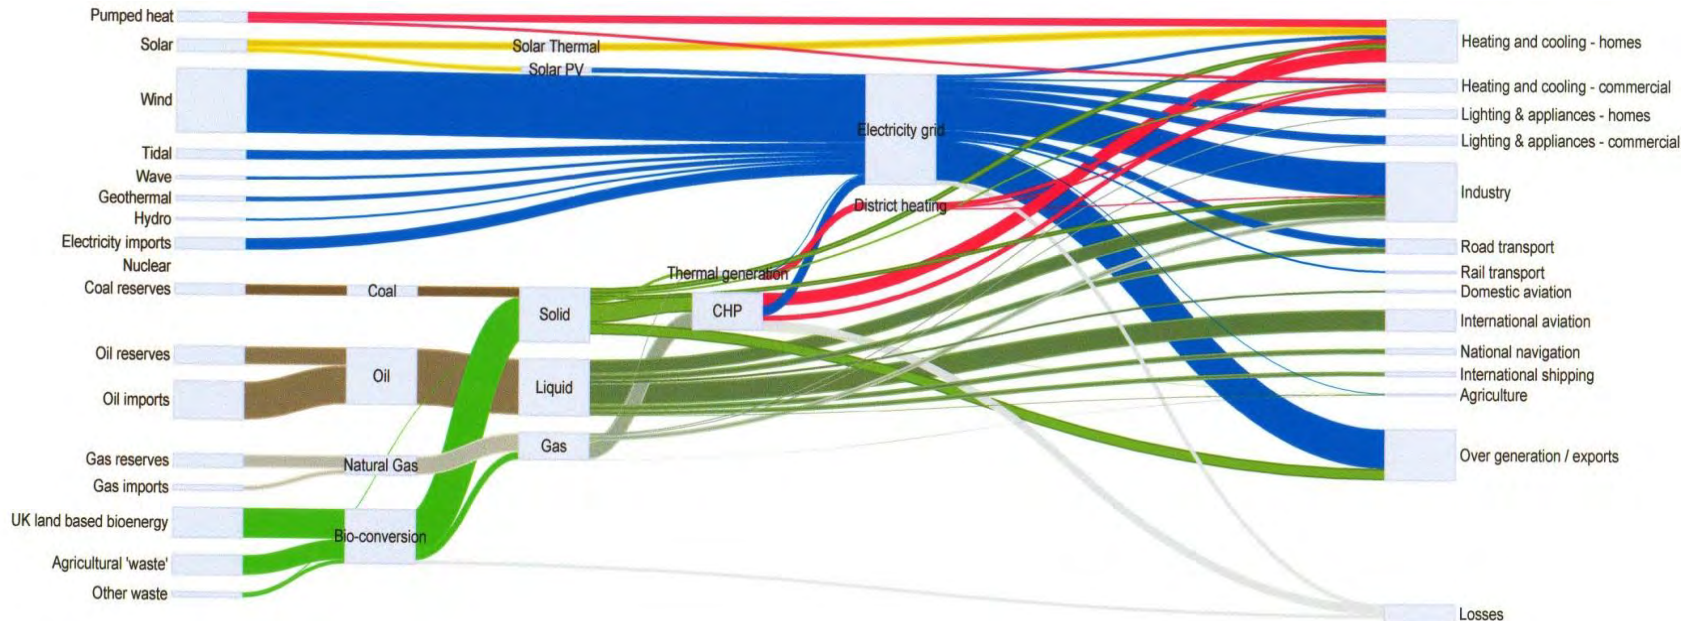 Pumped heat
Solar
Wind
Tidal
Wave
Geothermal
Hydro
Electricity imports
Nuclear
Coal reserves
Oil reserves
Oil imports
Gas reserves
Gas imports
UK land based bioenergy
Agricultural 'waste'
Other waste
Coal
Oil
Natural Gas
Bio-conversion
Solar Thermal
Solar PV
Solid
Liquid
Gas
Thermal generation
CHP
Electricity grid
District heating
Heating and cooling - homes
Heating and cooling - commercial
Lighting & appliances - homes
Lighting & appliances - commercial
Industry
Road transport
Rail transport
Domestic aviation
International aviation
National navigation
International shipping
Agriculture
Over generation / exports
Losses